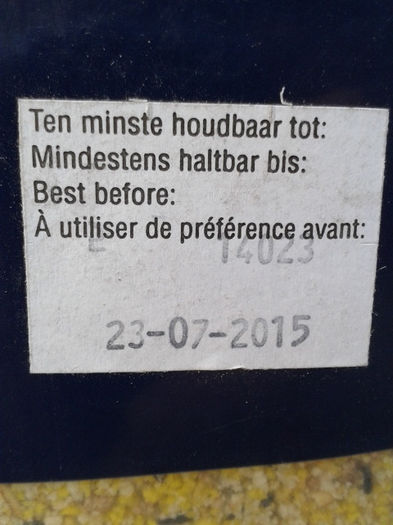 Ten minste houdbaar tot:
Mindestens haltbar bis:
Best before:
À utiliser de préférence avant:
L 14023
23-07-2015